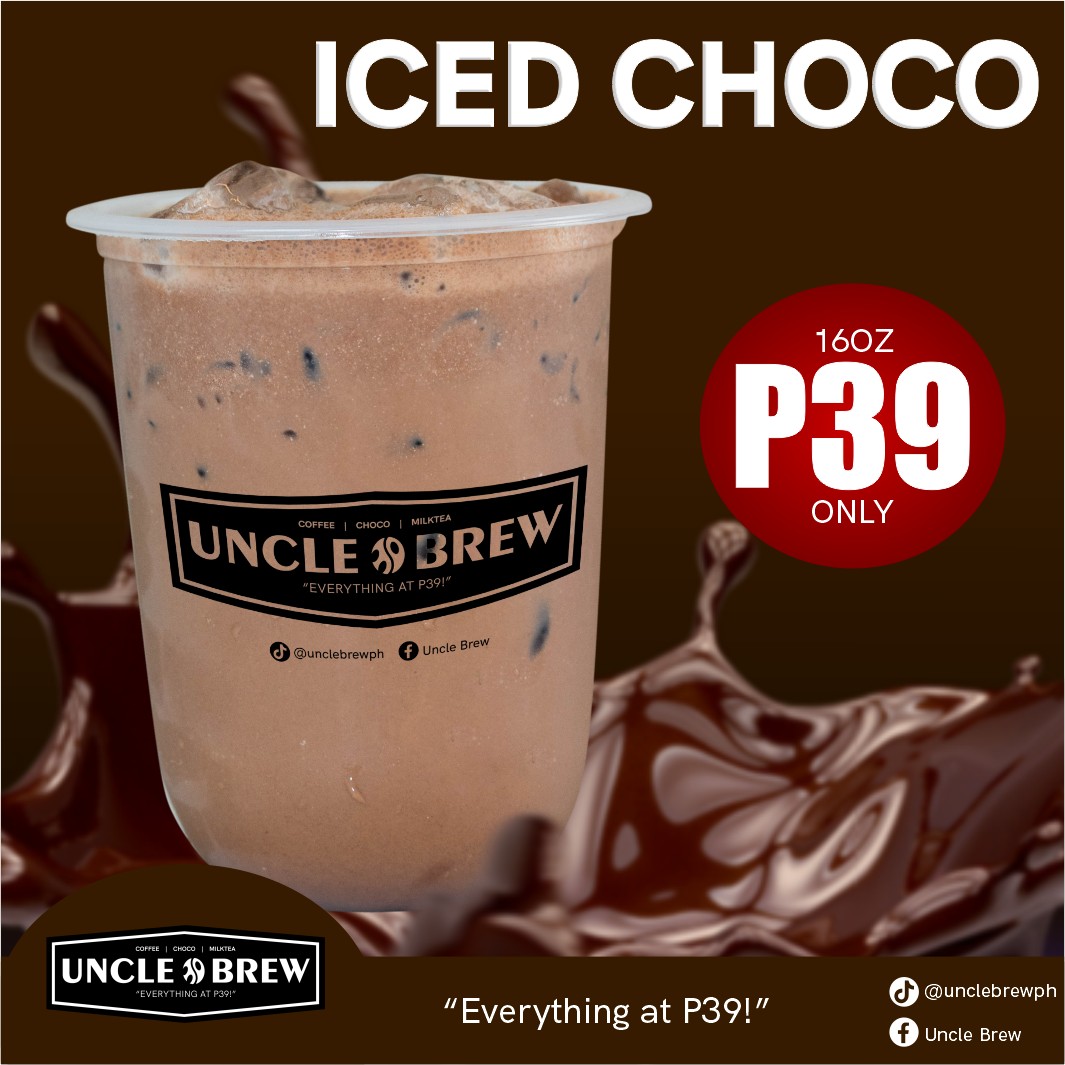 ICED CHOCO
16OZ
P39
ONLY
COFFEE | CHOCO | MILKTEA
UNCLE BREW
"EVERYTHING AT P39!"
@unclebrewph Uncle Brew
COFFEE | CHOCO | MILKTEA
UNCLE BREW
"EVERYTHING AT P39!"
"Everything at P39!"
@unclebrewph
Uncle Brew